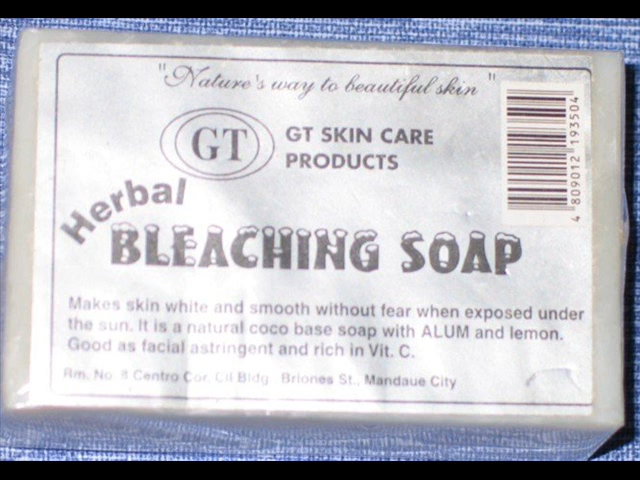 "Nature's way to beautiful skin"
GT
GT SKIN CARE
PRODUCTS
Herbal
BLEACHING SOAP
Makes skin white and smooth without fear when exposed under
the sun. It is a natural coco base soap with ALUM and lemon.
Good as facial astringent and rich in Vit. C.
Rm. No. 8 Centro Cor. Cil Bldg. Briones St., Mandaue City
4 809012 193504